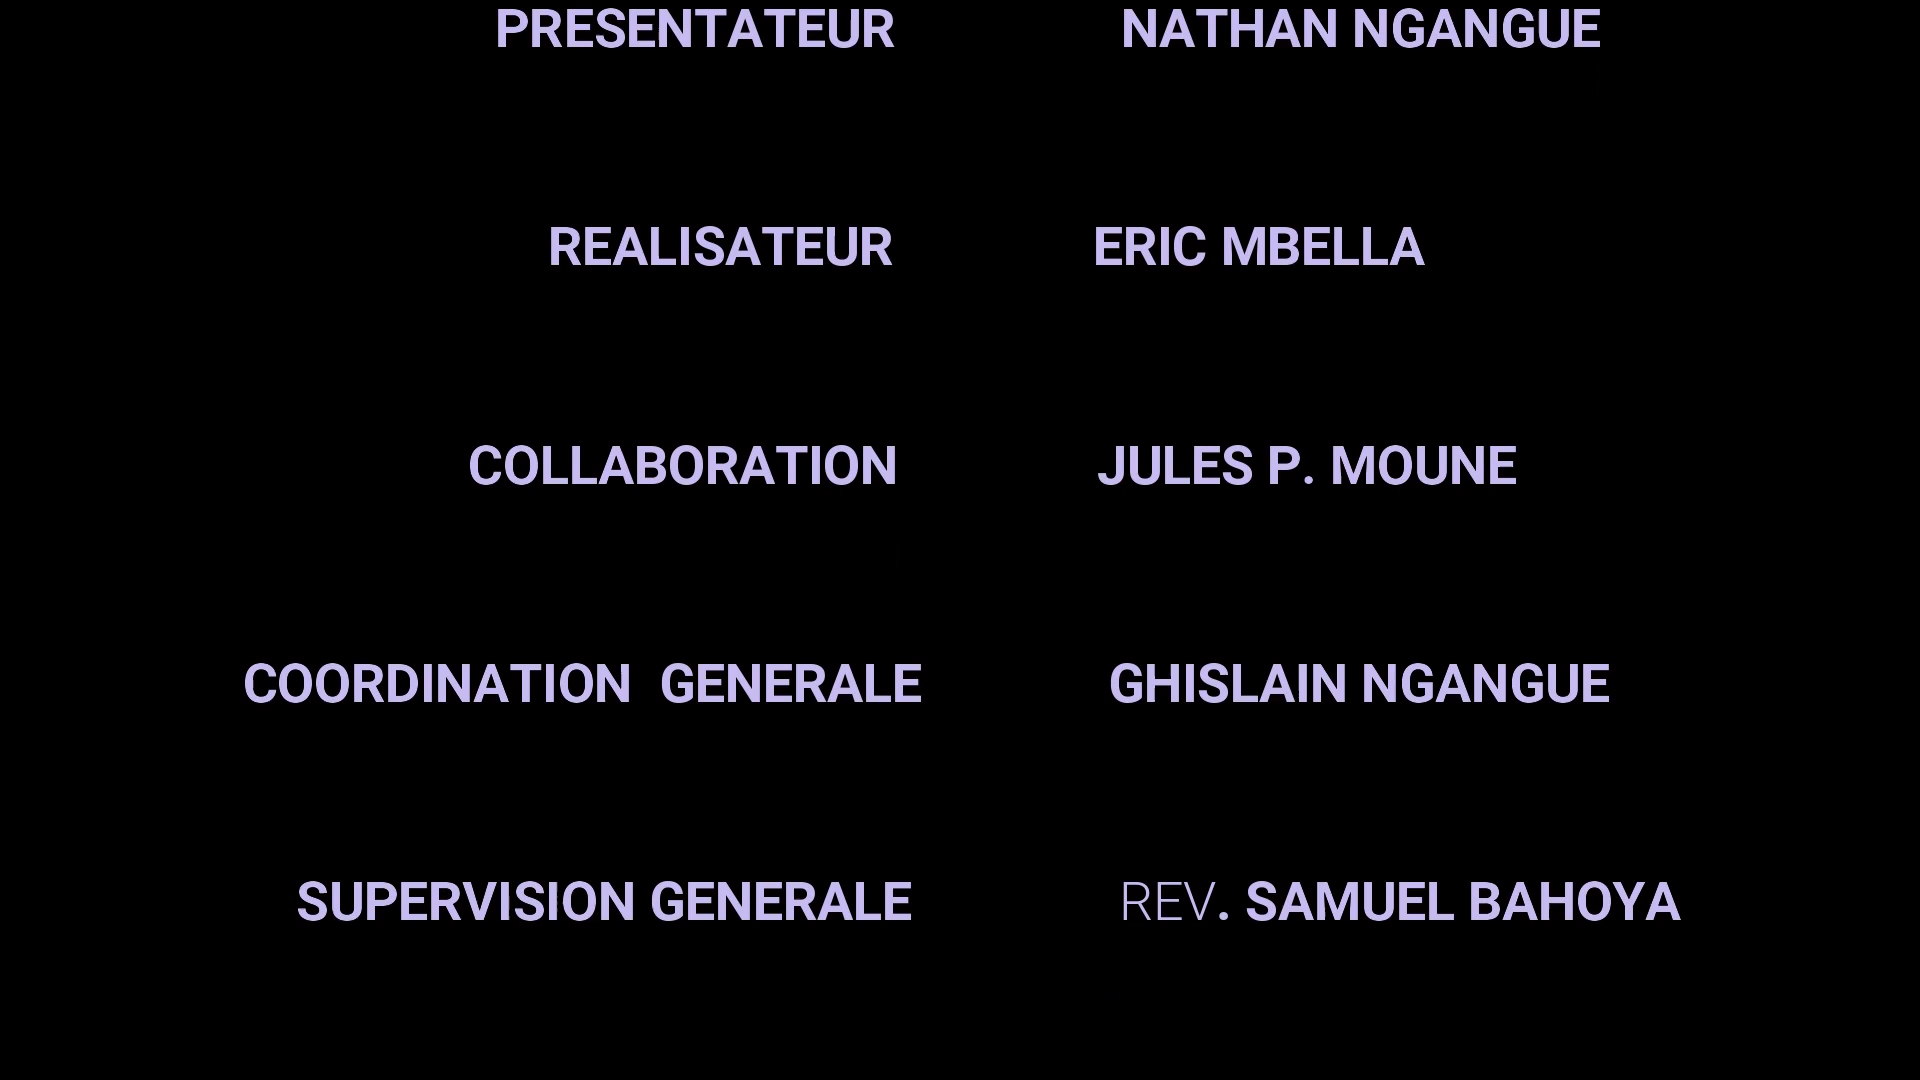 PRESENTATEUR NATHAN NGANGUE
REALISATEUR ERIC MBELLA
COLLABORATION JULES P. MOUNE
COORDINATION GENERALE GHISLAIN NGANGUE
SUPERVISION GENERALE REV. SAMUEL BAHOYA